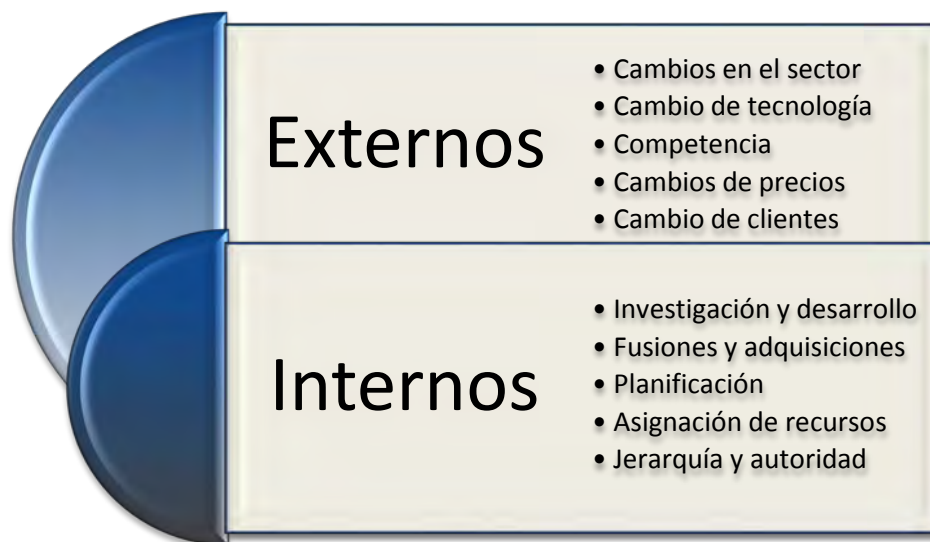 Externos
• Cambios en el sector
• Cambio de tecnología
• Competencia
• Cambios de precios
• Cambio de clientes
Internos
• Investigación y desarrollo
• Fusiones y adquisiciones
• Planificación
• Asignación de recursos
• Jerarquía y autoridad